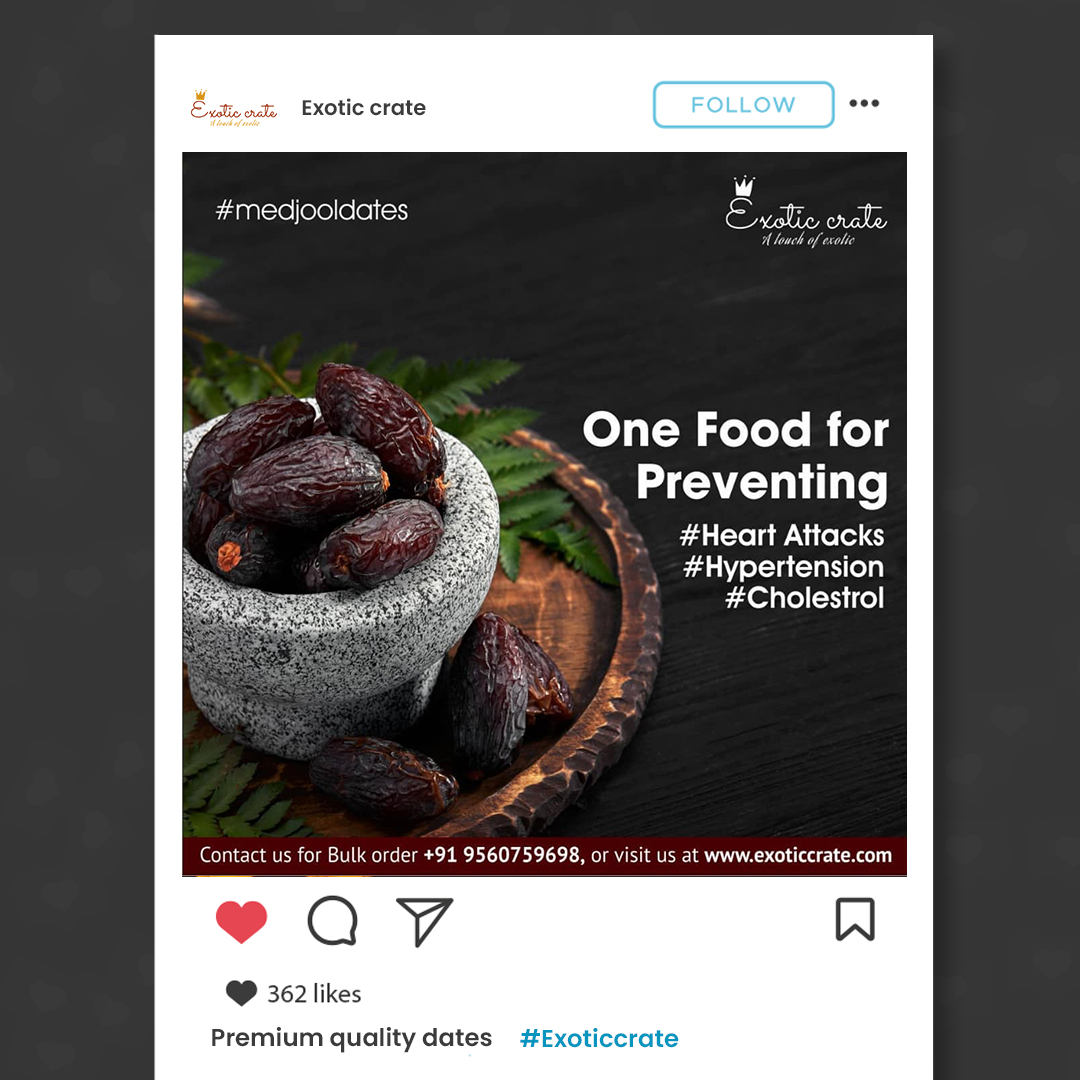 Exotic crate
A touch of exotic
Exotic crate
FOLLOW
#medjooldates
Exotic crate
A touch of exotic
One Food for
Preventing
#Heart Attacks
#Hypertension
#Cholestrol
Contact us for Bulk order +91 9560759698, or visit us at www.exoticcrate.com
362 likes
Premium quality dates #Exoticcrate